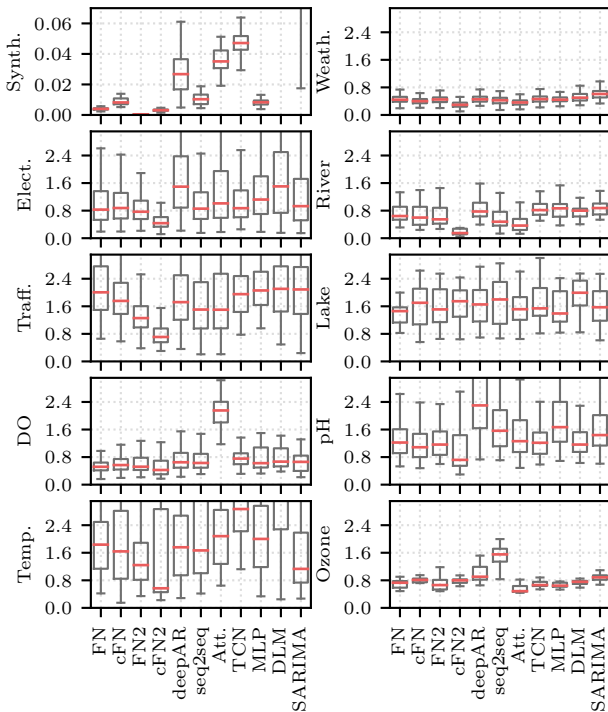 Synth.
0.06
0.04
0.02
0.00
Weath.
2.4
1.6
0.8
0.0
Elect.
2.4
1.6
0.8
0.0
River
2.4
1.6
0.8
0.0
Traff.
2.4
1.6
0.8
0.0
Lake
2.4
1.6
0.8
0.0
DO
2.4
1.6
0.8
0.0
pH
2.4
1.6
0.8
0.0
Temp.
2.4
1.6
0.8
0.0
Ozone
2.4
1.6
0.8
0.0
FN
cFN
FN2
cFN2
deepAR
seq2seq
Att.
TCN
MLP
DLM
SARIMA
FN
cFN
FN2
cFN2
deepAR
seq2seq
Att.
TCN
MLP
DLM
SARIMA